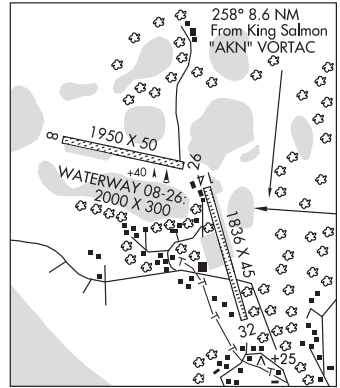 258° 8.6 NM
From King Salmon
"AKN" VORTAC
1950 X 50
8
26
+40
WATERWAY 08-26:
2000 X 300
14
1836 X 45
32
+25